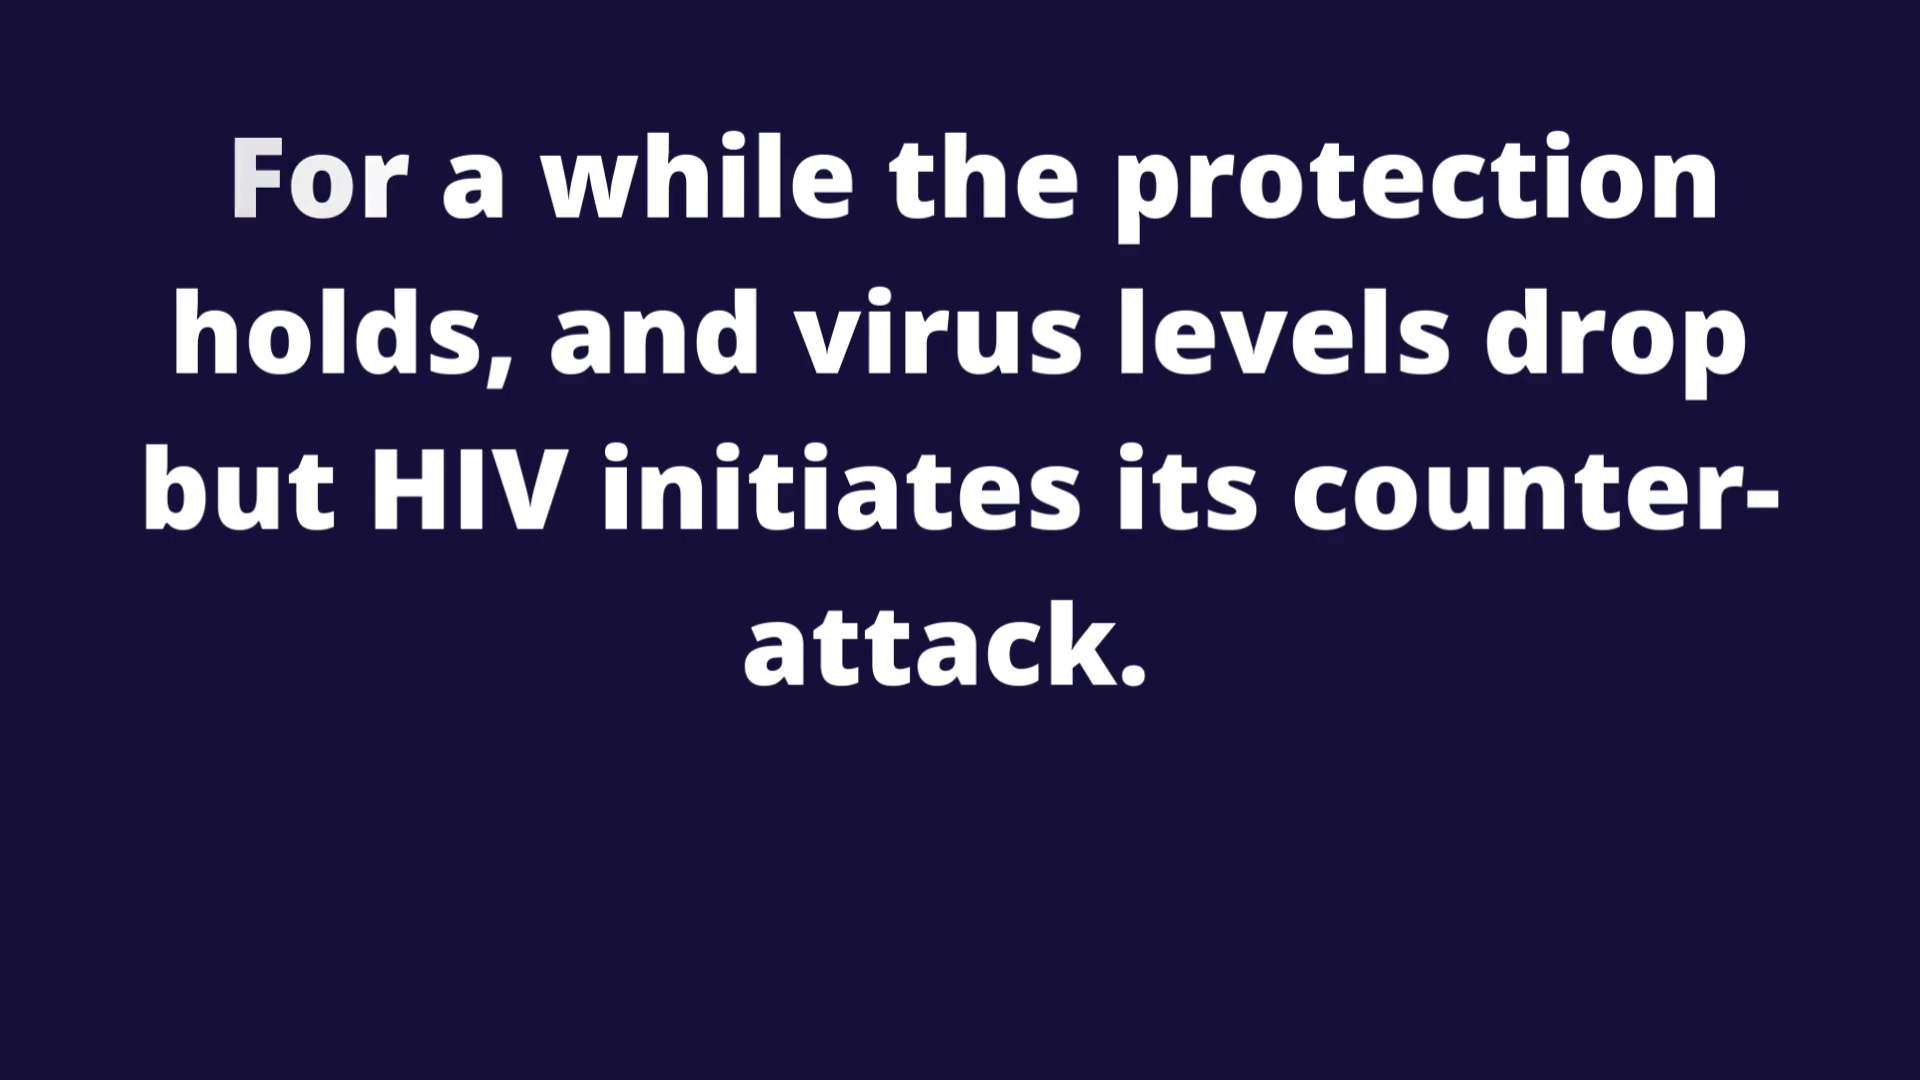 For a while the protection
holds, and virus levels drop
but HIV initiates its counter-
attack.